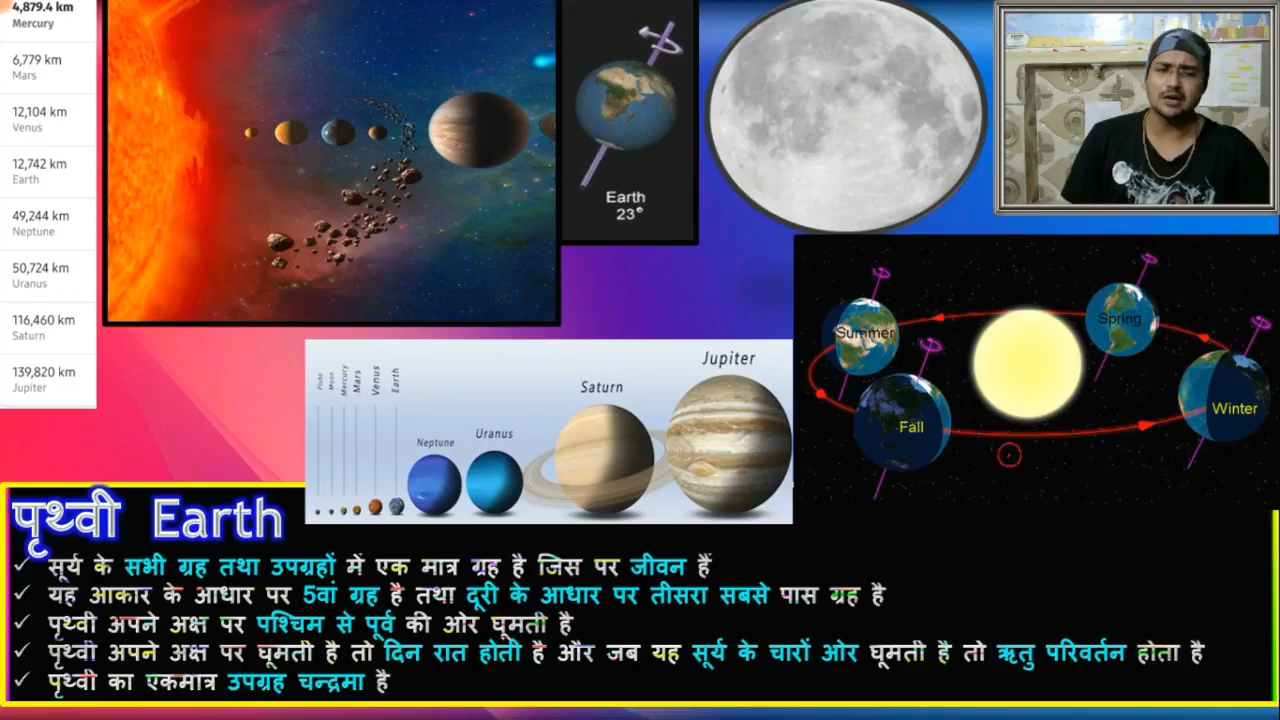 4,879.4 km
Mercury
6,779 km
Mars
12,104 km
Venus
12,742 km
Earth
49,244 km
Neptune
50,724 km
Uranus
116,460 km
Saturn
139,820 km
Jupiter
Earth
23°
Summer
Spring
Fall
Winter
Pluto
Moon
Mercury
Mars
Venus
Earth
Neptune
Uranus
Saturn
Jupiter
पृथ्वी Earth
✓ सूर्य के सभी ग्रह तथा उपग्रहों में एक मात्र ग्रह है जिस पर जीवन हैं
✓ यह आकार के आधार पर 5वां ग्रह है तथा दूरी के आधार पर तीसरा सबसे पास ग्रह है
✓ पृथ्वी अपने अक्ष पर पश्चिम से पूर्व की ओर घूमती है
✓ पृथ्वी अपने अक्ष पर घूमती है तो दिन रात होती है और जब यह सूर्य के चारों ओर घूमती है तो ऋतु परिवर्तन होता है
✓ पृथ्वी का एकमात्र उपग्रह चन्द्रमा है